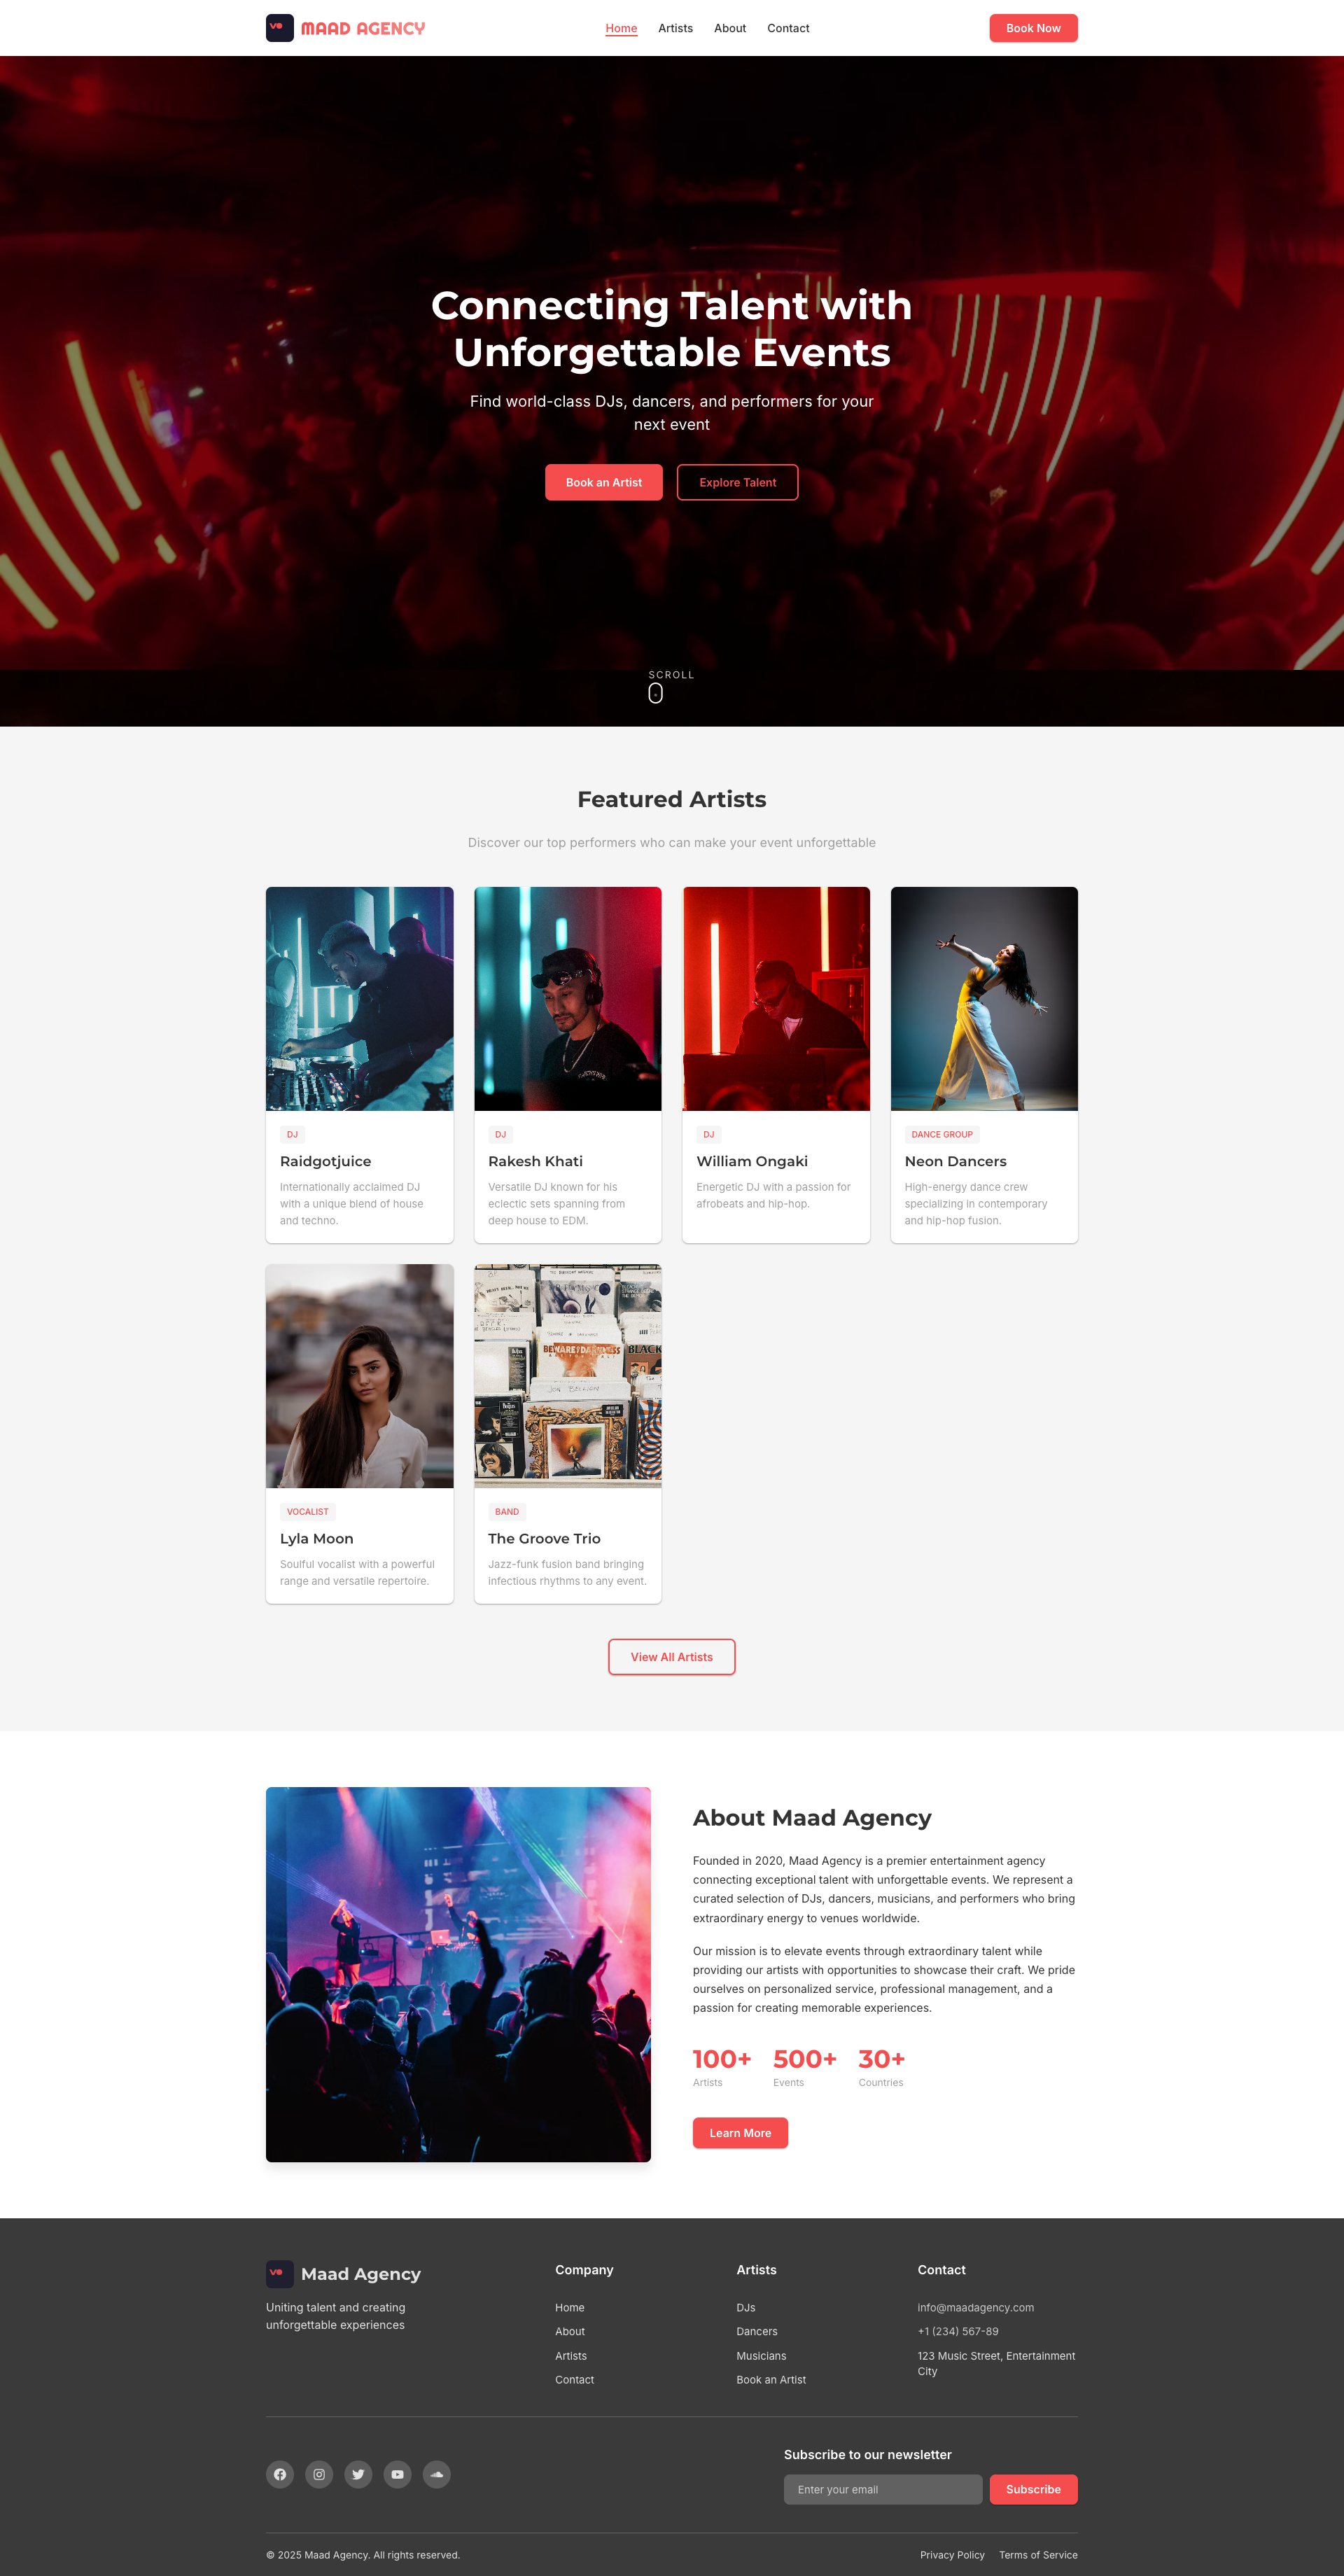 MAAD AGENCY
Home Artists About Contact
Book Now
Connecting Talent with
Unforgettable Events
Find world-class DJs, dancers, and performers for your
next event
Book an Artist
Explore Talent
SCROLL
Featured Artists
Discover our top performers who can make your event unforgettable
DJ
Raidgotjuice
Internationally acclaimed DJ
with a unique blend of house
and techno.
DJ
Rakesh Khati
Versatile DJ known for his
eclectic sets spanning from
deep house to EDM.
DJ
William Ongaki
Energetic DJ with a passion for
afrobeats and hip-hop.
DANCE GROUP
Neon Dancers
High-energy dance crew
specializing in contemporary
and hip-hop fusion.
VOCALIST
Lyla Moon
Soulful vocalist with a powerful
range and versatile repertoire.
BAND
The Groove Trio
Jazz-funk fusion band bringing
infectious rhythms to any event.
View All Artists
About Maad Agency
Founded in 2020, Maad Agency is a premier entertainment agency
connecting exceptional talent with unforgettable events. We represent a
curated selection of DJs, dancers, musicians, and performers who bring
extraordinary energy to venues worldwide.
Our mission is to elevate events through extraordinary talent while
providing our artists with opportunities to showcase their craft. We pride
ourselves on personalized service, professional management, and a
passion for creating memorable experiences.
100+ 500+ 30+
Artists Events Countries
Learn More
Maad Agency
Uniting talent and creating
unforgettable experiences
Company
Home
About
Artists
Contact
Artists
DJs
Dancers
Musicians
Book an Artist
Contact
info@maadagency.com
+1 (234) 567-89
123 Music Street, Entertainment
City
Subscribe to our newsletter
Enter your email
Subscribe
© 2025 Maad Agency. All rights reserved.
Privacy Policy Terms of Service